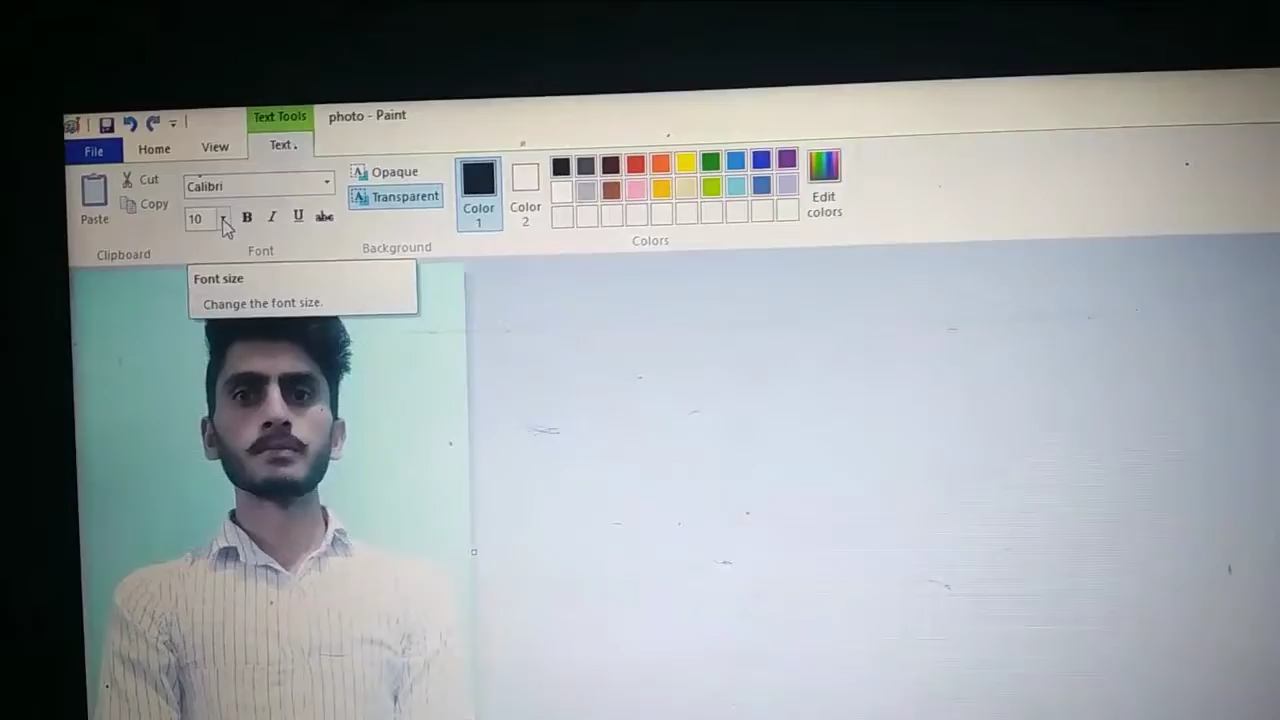 Text Tools
photo - Paint
File
Home
View
Text
Cut
Calibri
Opaque
Copy
Transparent
Paste
10
B
I
U
abc
Color 1
Color 2
Edit colors
Clipboard
Font
Background
Colors
Font size
Change the font size.